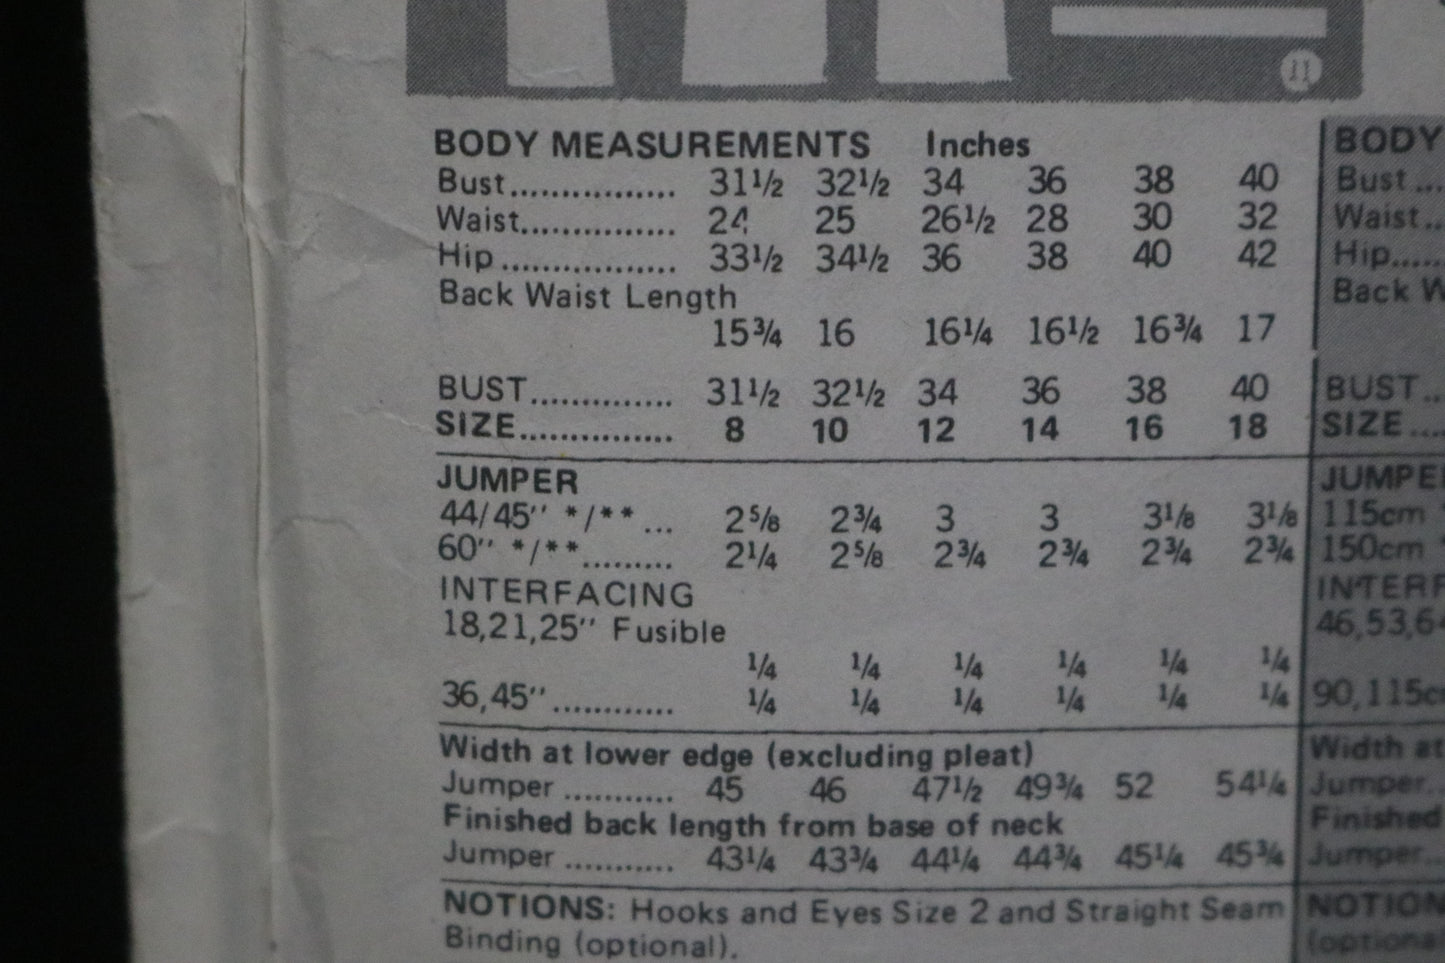 11
BODY MEASUREMENTS Inches
Bust................ 31½ 32½ 34 36 38 40
Waist............... 24 25 26½ 28 30 32
Hip ................. 33½ 34½ 36 38 40 42
Back Waist Length
15¾ 16 16¼ 16½ 16¾ 17
BUST.............. 31½ 32½ 34 36 38 40
SIZE............... 8 10 12 14 16 18
JUMPER
44/45'' */** ... 2⅝ 2¾ 3 3 3⅛ 3⅛
60'' */**......... 2¼ 2⅝ 2¾ 2¾ 2¾ 2¾
INTERFACING
18,21,25'' Fusible
¼ ¼ ¼ ¼ ¼ ¼
36,45'' ............ ¼ ¼ ¼ ¼ ¼ ¼
Width at lower edge (excluding pleat)
Jumper ........... 45 46 47½ 49¾ 52 54¼
Finished back length from base of neck
Jumper ........... 43¼ 43¾ 44¼ 44¾ 45¼ 45¾
NOTIONS: Hooks and Eyes Size 2 and Straight Seam
Binding (optional).
BODY
Bust ...
Waist..
Hip.....
Back W
BUST..
SIZE ...
JUMPE
115cm
150cm
INTERF
46,53,6
90,115c
Width at
Jumper..
Finished
Jumper...
NOTION
(optiona